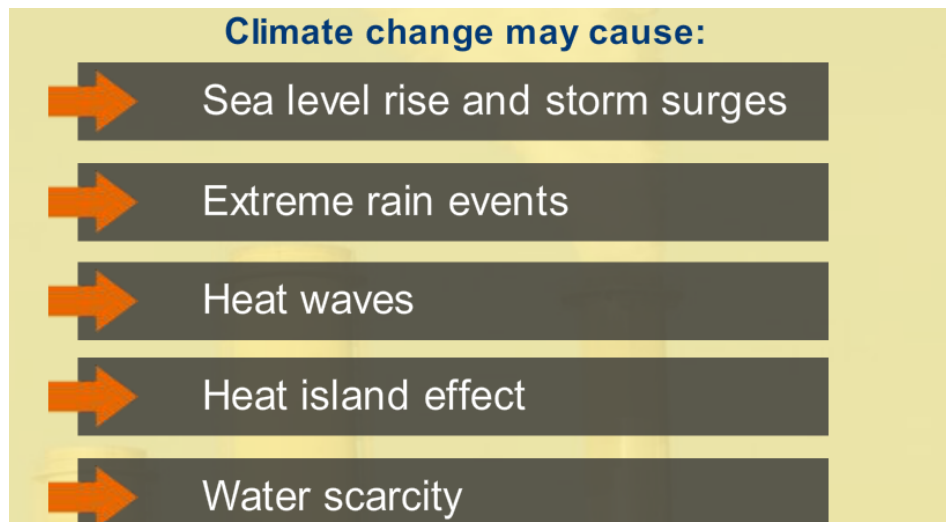 Climate change may cause:
Sea level rise and storm surges
Extreme rain events
Heat waves
Heat island effect
Water scarcity